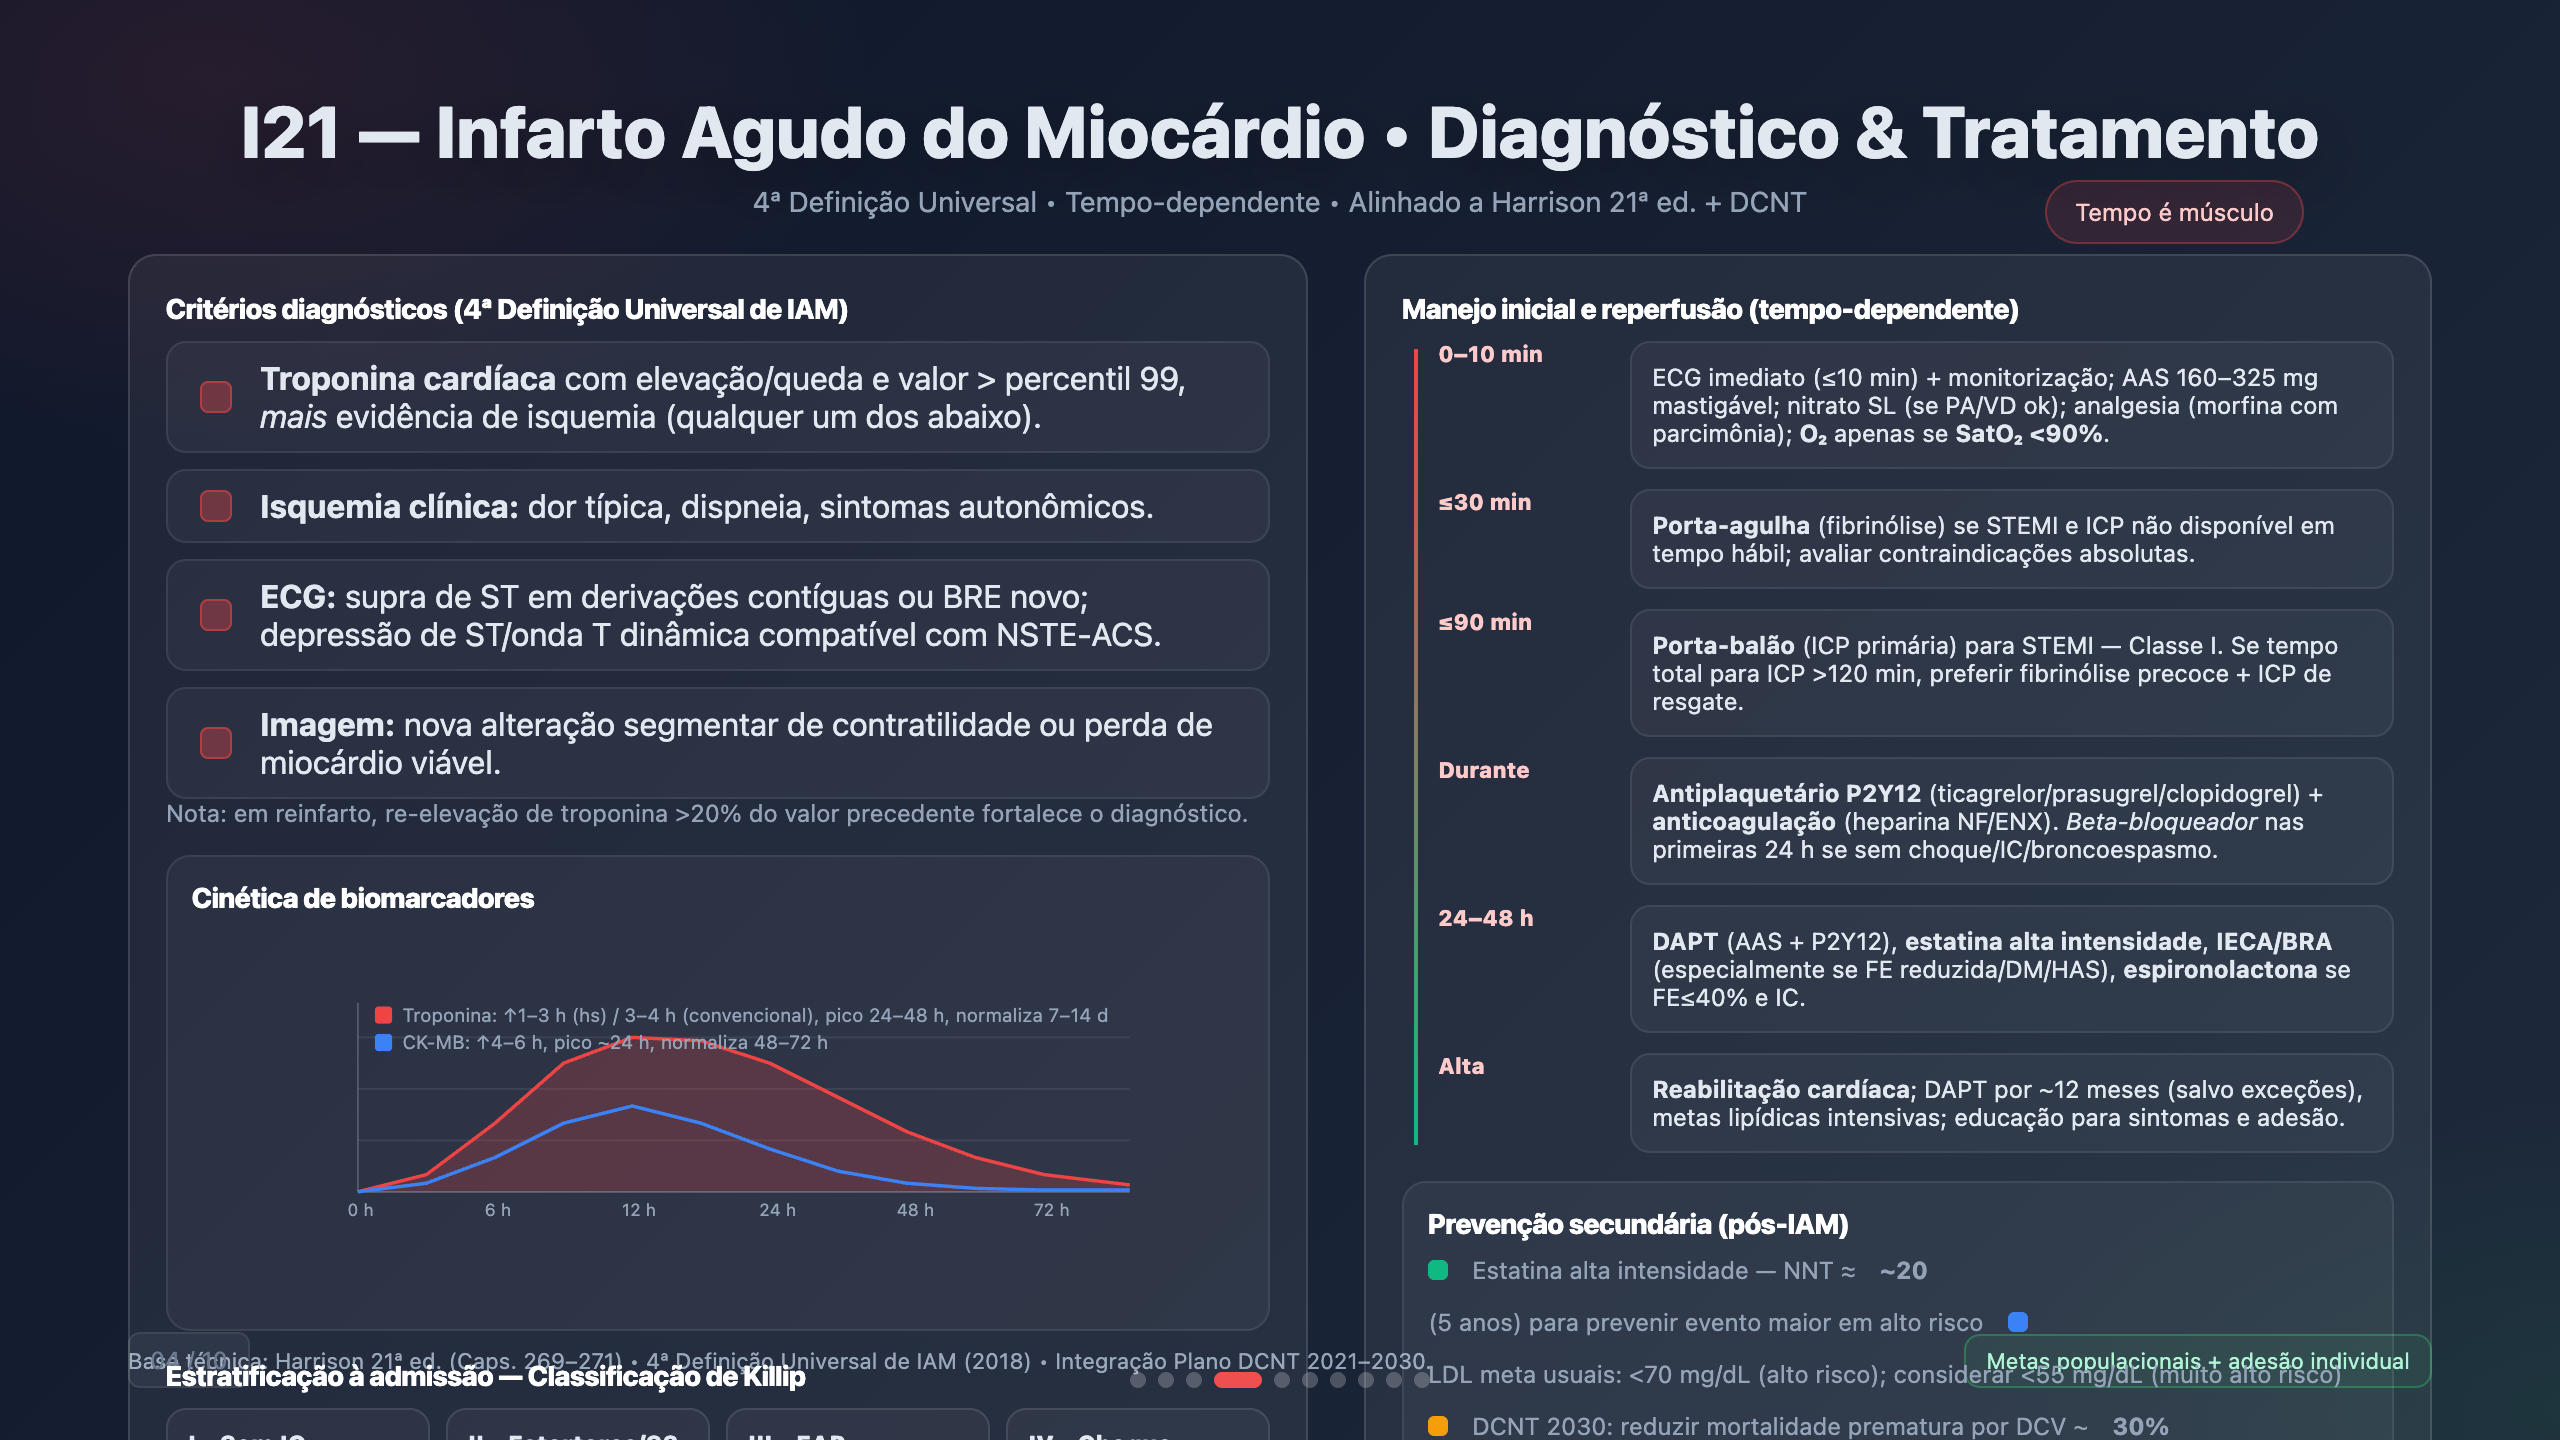 I21 — Infarto Agudo do Miocárdio • Diagnóstico & Tratamento
4ª Definição Universal • Tempo-dependente • Alinhado a Harrison 21ª ed. + DCNT
Tempo é músculo
Critérios diagnósticos (4ª Definição Universal de IAM)
Troponina cardíaca com elevação/queda e valor > percentil 99,
mais evidência de isquemia (qualquer um dos abaixo).
Isquemia clínica: dor típica, dispneia, sintomas autonômicos.
ECG: supra de ST em derivações contíguas ou BRE novo;
depressão de ST/onda T dinâmica compatível com NSTE-ACS.
Imagem: nova alteração segmentar de contratilidade ou perda de
miocárdio viável.
Nota: em reinfarto, re-elevação de troponina >20% do valor precedente fortalece o diagnóstico.
Cinética de biomarcadores
Troponina: ↑1–3 h (hs) / 3–4 h (convencional), pico 24–48 h, normaliza 7–14 d
CK-MB: ↑4–6 h, pico ~24 h, normaliza 48–72 h
0 h 6 h 12 h 24 h 48 h 72 h
Base técnica: Harrison 21ª ed. (Caps. 269–271) • 4ª Definição Universal de IAM (2018) • Integração Plano DCNT 2021–2030.
Estratificação à admissão — Classificação de Killip
Manejo inicial e reperfusão (tempo-dependente)
0–10 min
ECG imediato (≤10 min) + monitorização; AAS 160–325 mg
mastigável; nitrato SL (se PA/VD ok); analgesia (morfina com
parcimônia); O₂ apenas se SatO₂ <90%.
≤30 min
Porta-agulha (fibrinólise) se STEMI e ICP não disponível em
tempo hábil; avaliar contraindicações absolutas.
≤90 min
Porta-balão (ICP primária) para STEMI — Classe I. Se tempo
total para ICP >120 min, preferir fibrinólise precoce + ICP de
resgate.
Durante
Antiplaquetário P2Y12 (ticagrelor/prasugrel/clopidogrel) +
anticoagulação (heparina NF/ENX). Beta-bloqueador nas
primeiras 24 h se sem choque/IC/broncoespasmo.
24–48 h
DAPT (AAS + P2Y12), estatina alta intensidade, IECA/BRA
(especialmente se FE reduzida/DM/HAS), espironolactona se
FE≤40% e IC.
Alta
Reabilitação cardíaca; DAPT por ~12 meses (salvo exceções),
metas lipídicas intensivas; educação para sintomas e adesão.
Prevenção secundária (pós-IAM)
Estatina alta intensidade — NNT ≈ ~20
(5 anos) para prevenir evento maior em alto risco
Metas populacionais + adesão individual
LDL meta usuais: <70 mg/dL (alto risco); considerar <55 mg/dL (muito alto risco)
DCNT 2030: reduzir mortalidade prematura por DCV ~ 30%